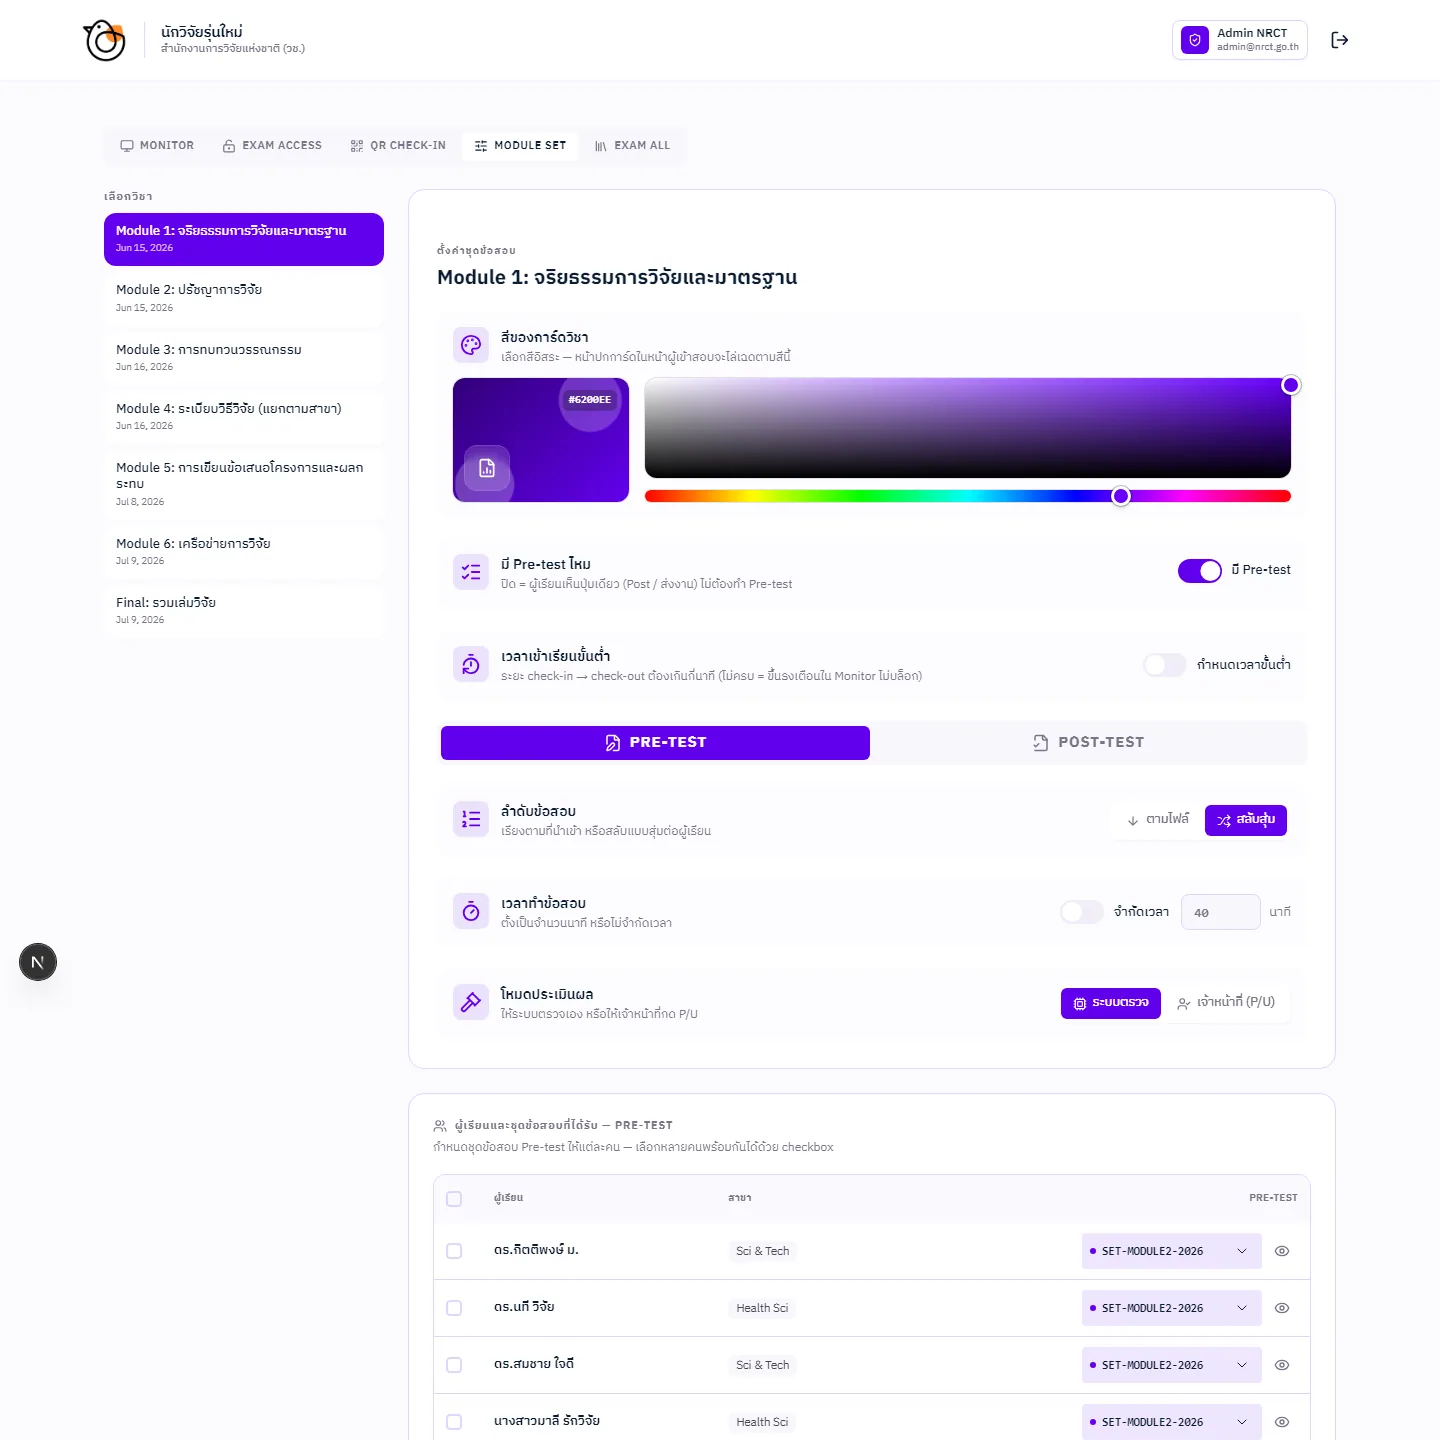 นักวิจัยรุ่นใหม่
สำนักงานการวิจัยแห่งชาติ (วช.)
Admin NRCT
admin@nrct.go.th
MONITOR
EXAM ACCESS
QR CHECK-IN
MODULE SET
EXAM ALL
เลือกวิชา
Module 1: จริยธรรมการวิจัยและมาตรฐาน
Jun 15, 2026
Module 2: ปรัชญาการวิจัย
Jun 15, 2026
Module 3: การทบทวนวรรณกรรม
Jun 16, 2026
Module 4: ระเบียบวิธีวิจัย (แยกตามสาขา)
Jun 16, 2026
Module 5: การเขียนข้อเสนอโครงการและผลก
ระทบ
Jul 8, 2026
Module 6: เครือข่ายการวิจัย
Jul 9, 2026
Final: รวมเล่มวิจัย
Jul 9, 2026
ตั้งค่าชุดข้อสอบ
Module 1: จริยธรรมการวิจัยและมาตรฐาน
สีของการ์ดวิชา
เลือกสีอิสระ — หน้าปกการ์ดในหน้าผู้เข้าสอบจะไล่เฉดตามสีนี้
#6200EE
มี Pre-test ไหม
ปิด = ผู้เรียนเห็นปุ่มเดียว (Post / ส่งงาน) ไม่ต้องทำ Pre-test
มี Pre-test
เวลาเข้าเรียนขั้นต่ำ
ระยะ check-in → check-out ต้องเกินกี่นาที (ไม่ครบ = ขึ้นธงเตือนใน Monitor ไม่บล็อก)
กำหนดเวลาขั้นต่ำ
PRE-TEST
POST-TEST
ลำดับข้อสอบ
เรียงตามที่นำเข้า หรือสลับแบบสุ่มต่อผู้เรียน
ตามไฟล์
สลับสุ่ม
เวลาทำข้อสอบ
ตั้งเป็นจำนวนนาที หรือไม่จำกัดเวลา
จำกัดเวลา
40
นาที
โหมดประเมินผล
ให้ระบบตรวจเอง หรือให้เจ้าหน้าที่กด P/U
ระบบตรวจ
เจ้าหน้าที่ (P/U)
ผู้เรียนและชุดข้อสอบที่ได้รับ — PRE-TEST
กำหนดชุดข้อสอบ Pre-test ให้แต่ละคน — เลือกหลายคนพร้อมกันได้ด้วย checkbox
ผู้เรียน
สาขา
PRE-TEST
ดร.กิตติพงษ์ ม.
Sci & Tech
SET-MODULE2-2026
ดร.นที วิจัย
Health Sci
SET-MODULE2-2026
ดร.สมชาย ใจดี
Sci & Tech
SET-MODULE2-2026
นางสาวมาลี รักวิจัย
Health Sci
SET-MODULE2-2026